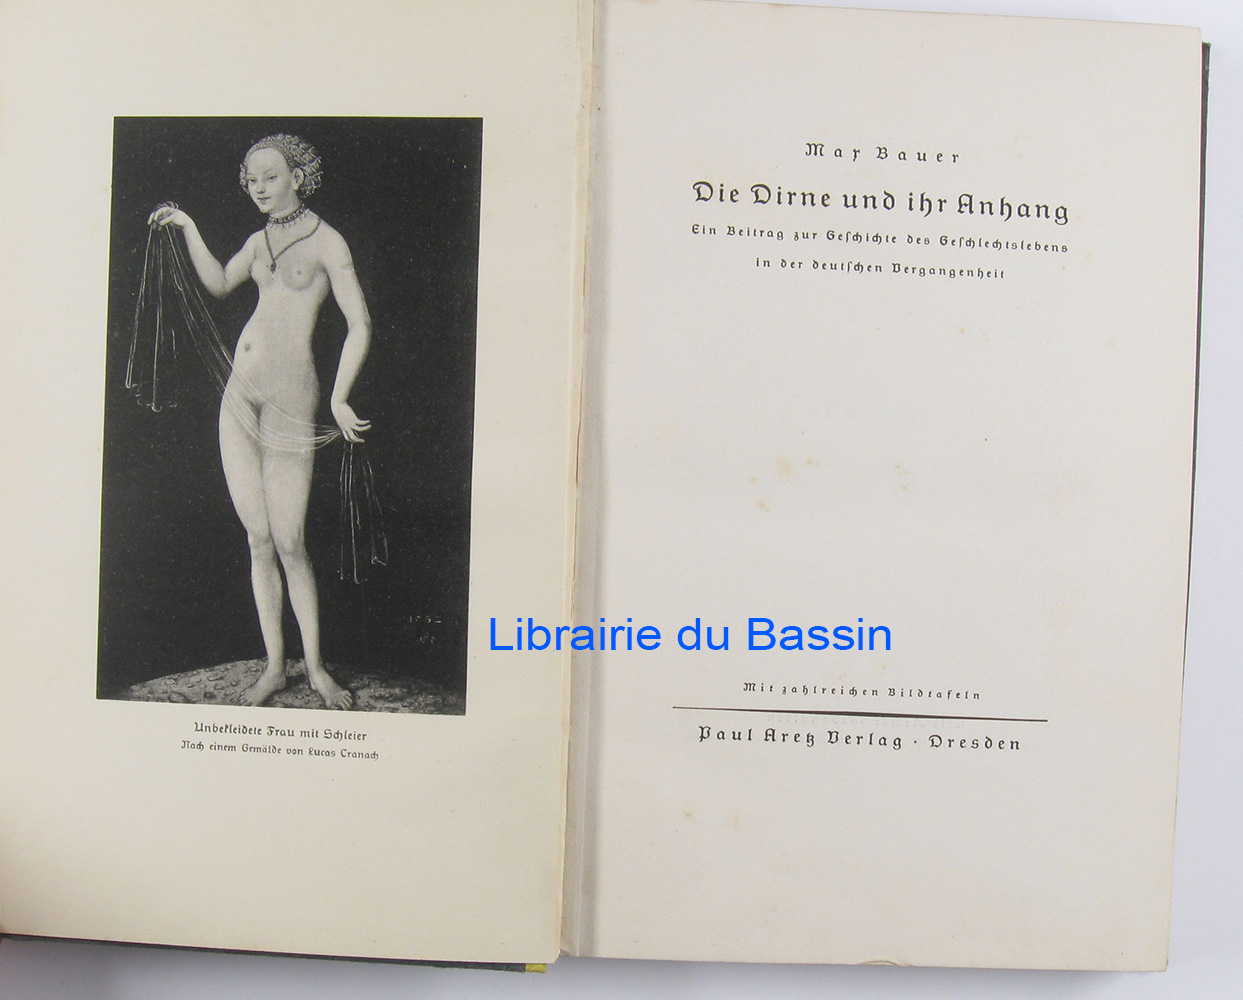 Unbekleidete Frau mit Schleier
Nach einem Gemälde von Lucas Cranach
Max Bauer
Die Dirne und ihr Anhang
Ein Beitrag zur Geschichte des Geschlechtslebens
in der deutschen Vergangenheit
Librairie du Bassin
Mit zahlreichen Bildtafeln
Paul Aretz Verlag · Dresden